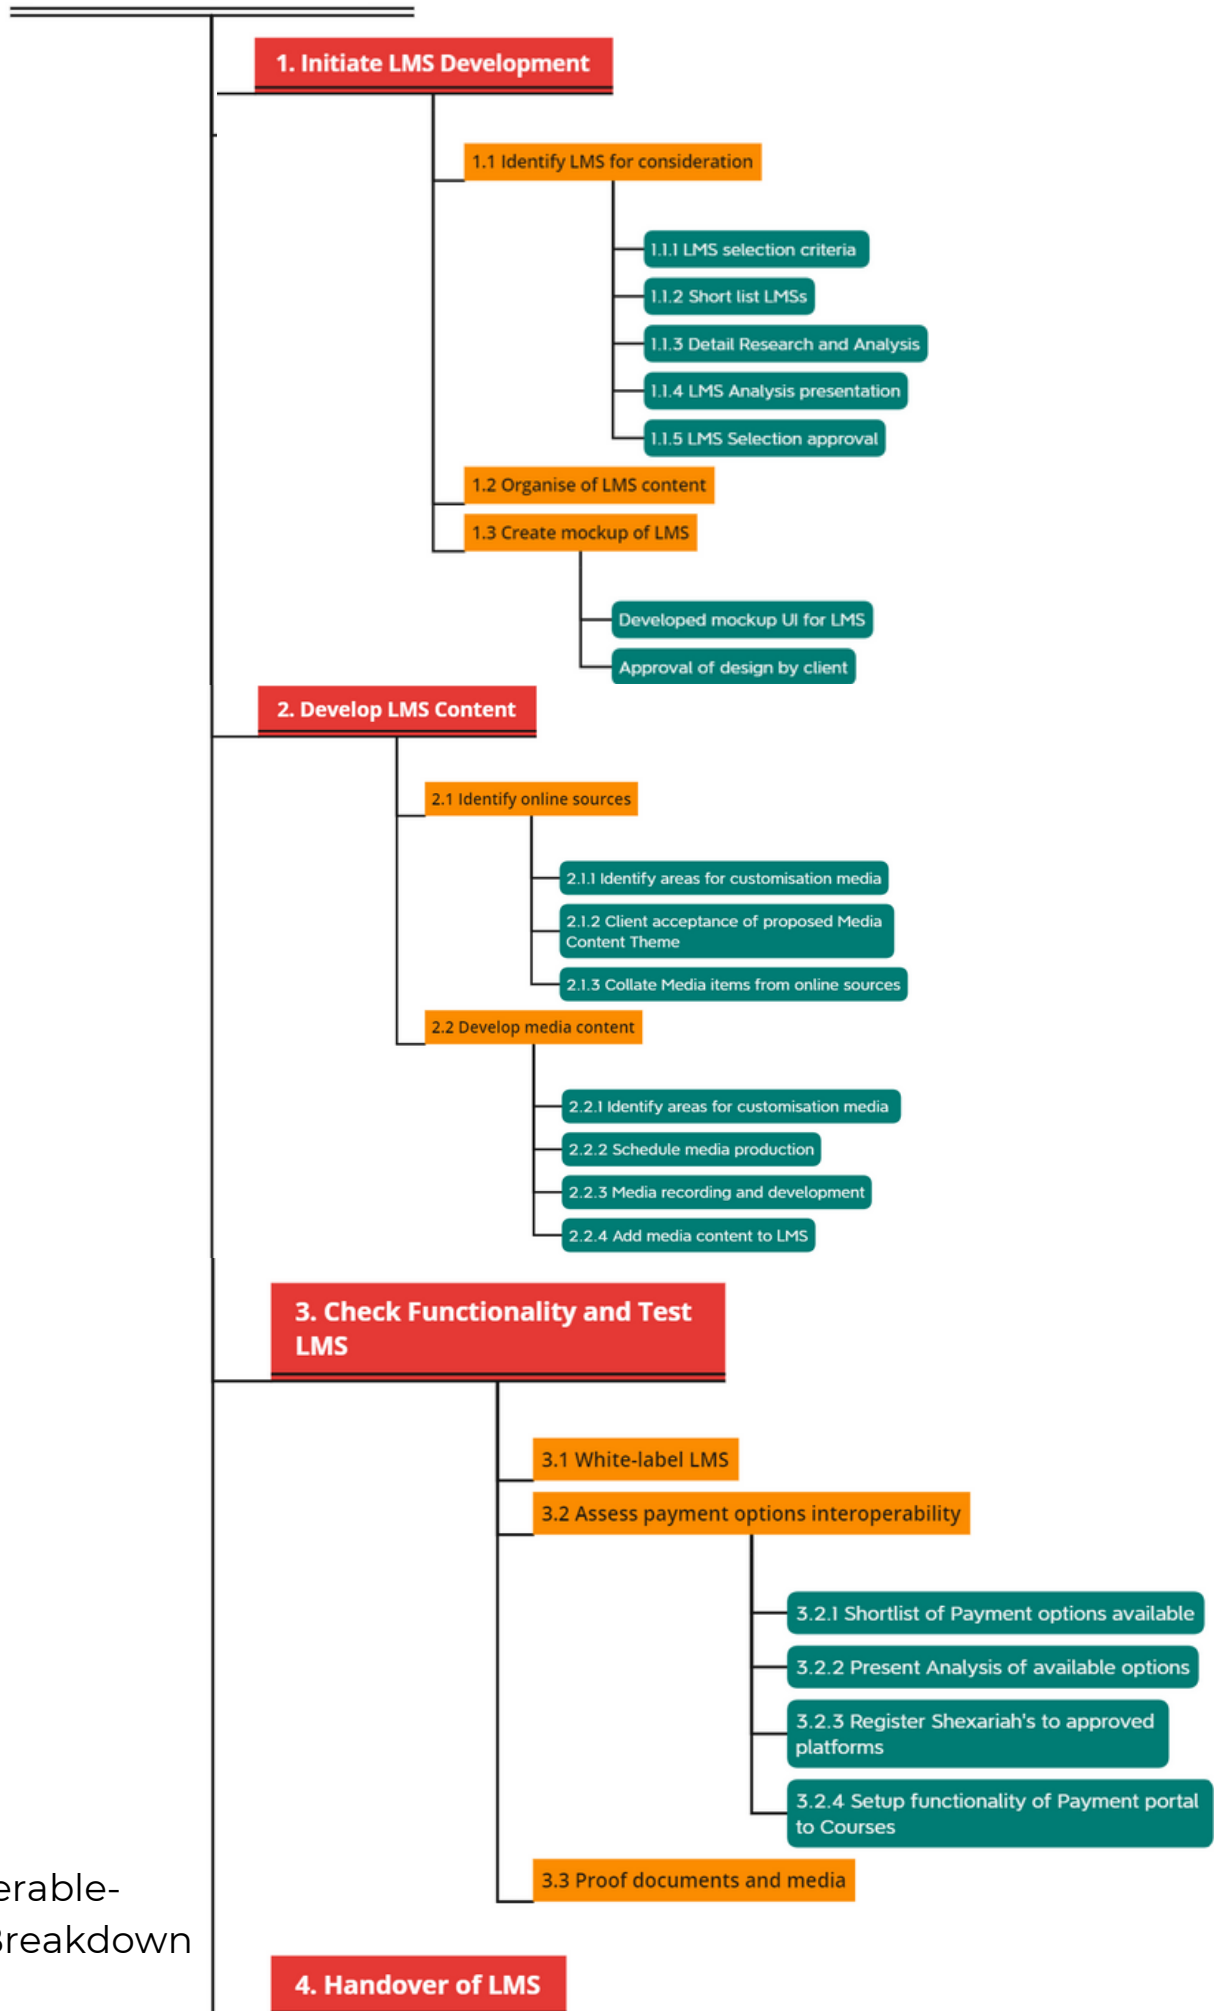 1. Initiate LMS Development
1.1 Identify LMS for consideration
1.1.1 LMS selection criteria
1.1.2 Short list LMSs
1.1.3 Detail Research and Analysis
1.1.4 LMS Analysis presentation
1.1.5 LMS Selection approval
1.2 Organise of LMS content
1.3 Create mockup of LMS
Developed mockup UI for LMS
Approval of design by client
2. Develop LMS Content
2.1 Identify online sources
2.1.1 Identify areas for customisation media
2.1.2 Client acceptance of proposed Media
Content Theme
2.1.3 Collate Media items from online sources
2.2 Develop media content
2.2.1 Identify areas for customisation media
2.2.2 Schedule media production
2.2.3 Media recording and development
2.2.4 Add media content to LMS
3. Check Functionality and Test
LMS
3.1 White-label LMS
3.2 Assess payment options interoperability
3.2.1 Shortlist of Payment options available
3.2.2 Present Analysis of available options
3.2.3 Register Shexariah's to approved
platforms
3.2.4 Setup functionality of Payment portal
to Courses
3.3 Proof documents and media
erable-
Breakdown
4. Handover of LMS